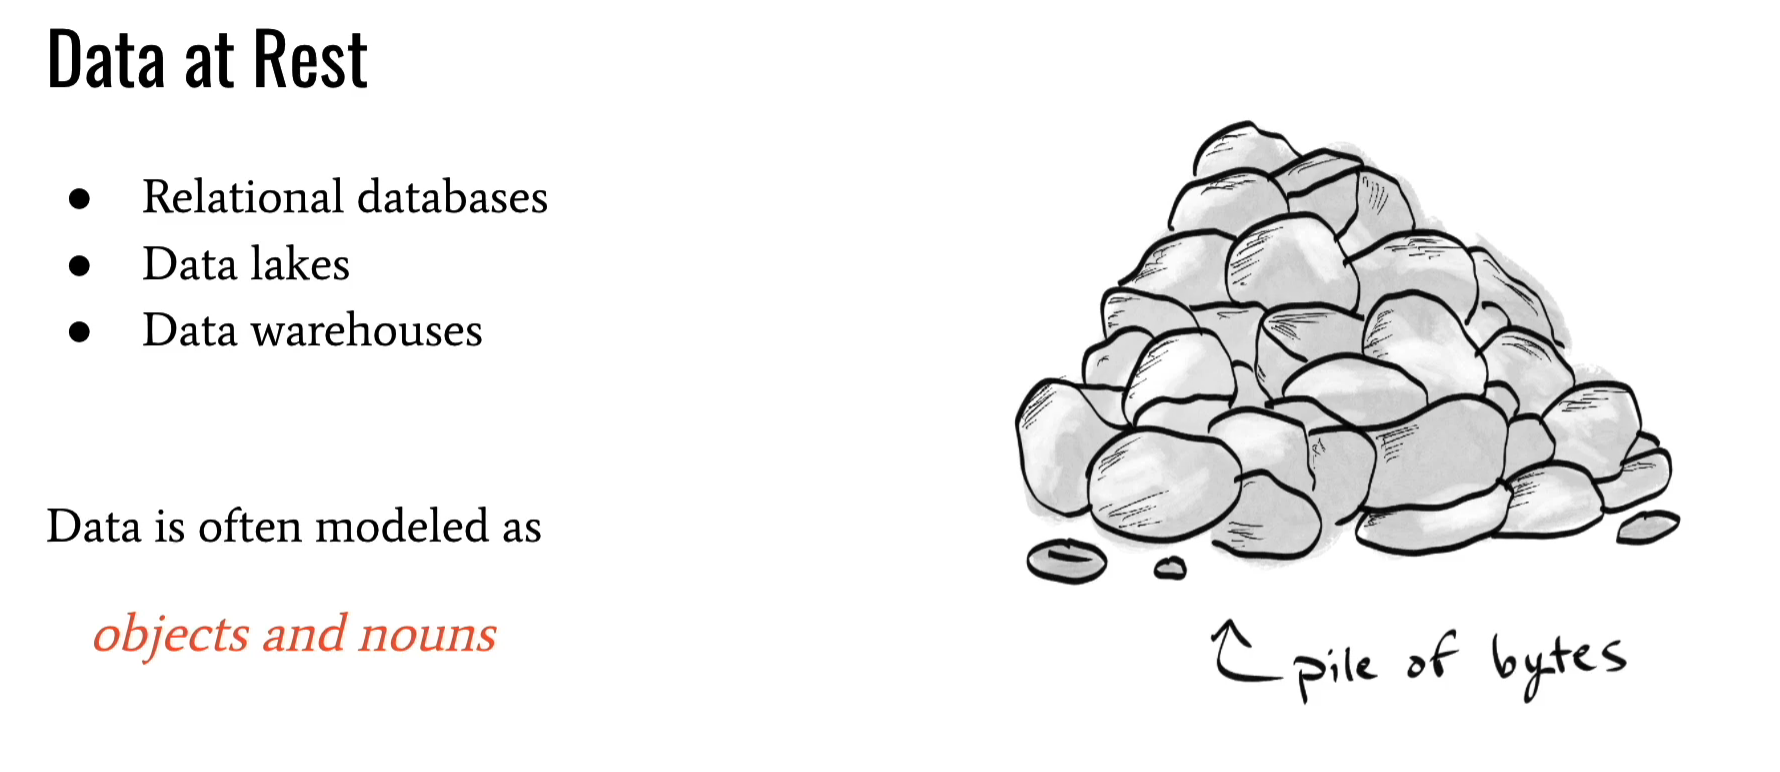 Data at Rest
● Relational databases
● Data lakes
● Data warehouses
Data is often modeled as
objects and nouns
pile of bytes